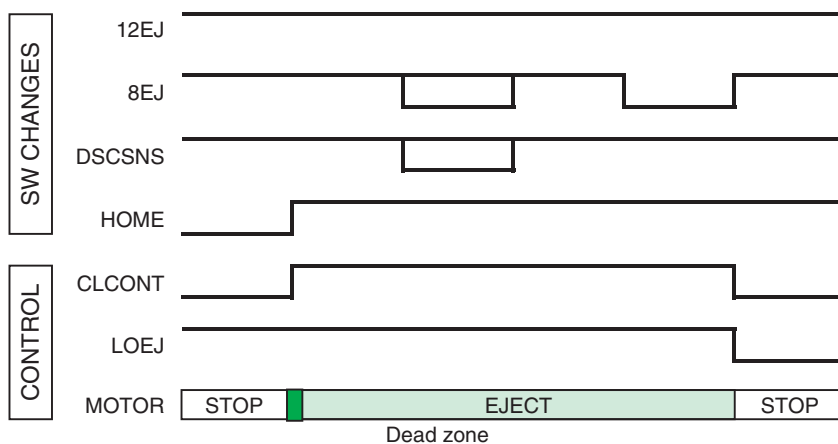 SW CHANGES
12EJ
8EJ
DSCSNS
HOME
CONTROL
CLCONT
LOEJ
MOTOR STOP EJECT STOP
Dead zone